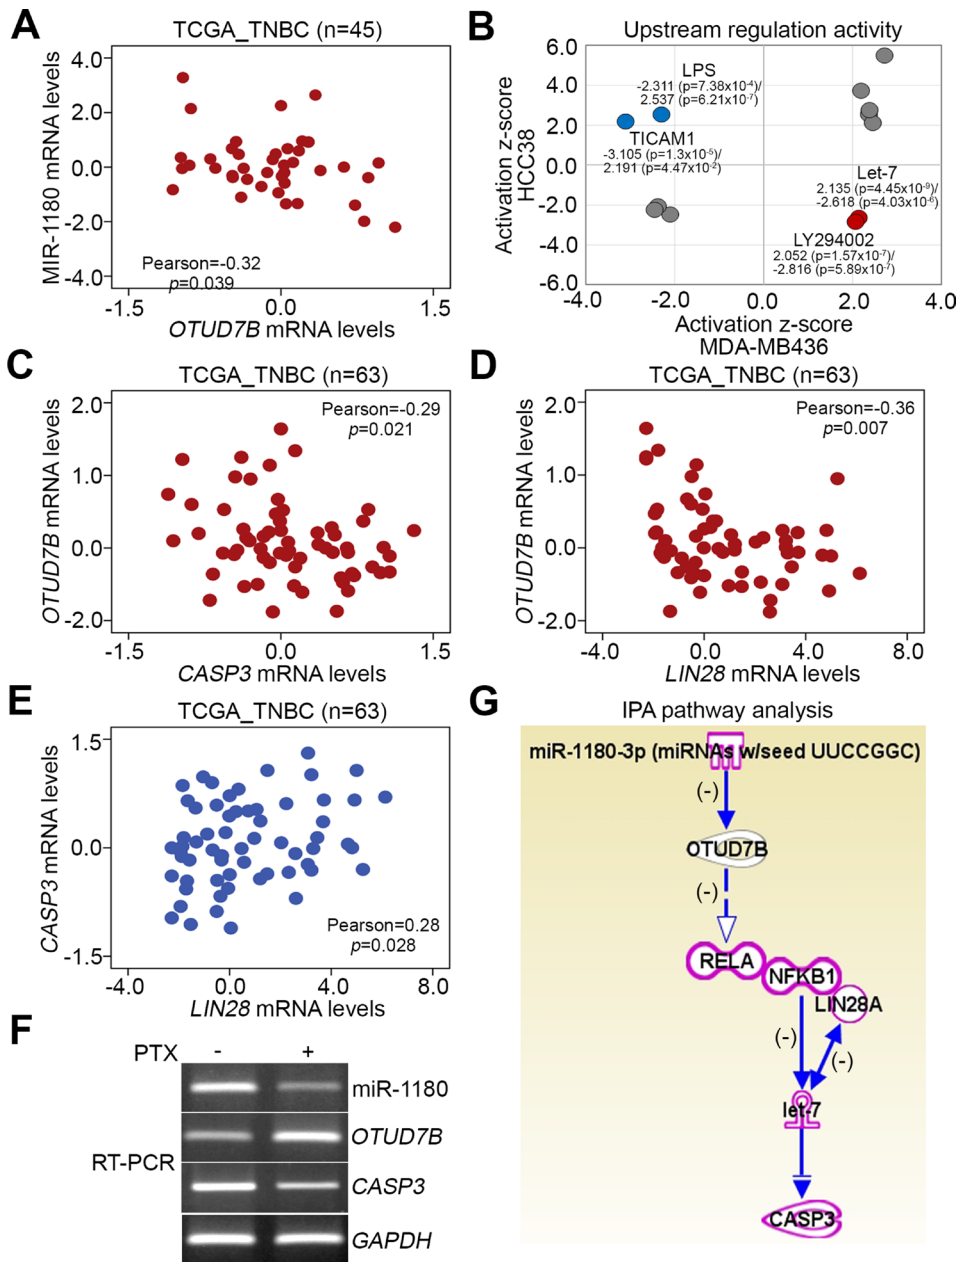 A
TCGA_TNBC (n=45)
MIR-1180 mRNA levels
4.0
2.0
0.0
-2.0
-4.0
Pearson=-0.32
p=0.039
-1.5
0.0
1.5
OTUD7B mRNA levels
B
Upstream regulation activity
Activation z-score
HCC38
6.0
4.0
2.0
0.0
-2.0
-4.0
-6.0
LPS
-2.311 (p=7.38x10-4)/
2.537 (p=6.21x10-7)
TICAM1
-3.105 (p=1.3x10-5)/
2.191 (p=4.47x10-2)
Let-7
2.135 (p=4.45x10-9)/
-2.618 (p=4.03x10-6)
LY294002
2.052 (p=1.57x10-7)/
-2.816 (p=5.89x10-7)
-4.0
-2.0
0.0
2.0
4.0
Activation z-score
MDA-MB436
C
TCGA_TNBC (n=63)
OTUD7B mRNA levels
2.0
1.0
0.0
-2.0
Pearson=-0.29
p=0.021
-1.5
0.0
1.5
CASP3 mRNA levels
D
TCGA_TNBC (n=63)
OTUD7B mRNA levels
2.0
1.0
0.0
-2.0
Pearson=-0.36
p=0.007
-4.0
0.0
4.0
8.0
LIN28 mRNA levels
E
TCGA_TNBC (n=63)
CASP3 mRNA levels
1.5
0.0
-1.5
Pearson=0.28
p=0.028
-4.0
0.0
4.0
8.0
LIN28 mRNA levels
F
PTX - +
RT-PCR
miR-1180
OTUD7B
CASP3
GAPDH
G
IPA pathway analysis
miR-1180-3p (miRNAs w/seed UUCCGGC)
(-)
OTUD7B
(-)
RELA
NFKB1
LIN28A
(-)
(-)
let-7
CASP3